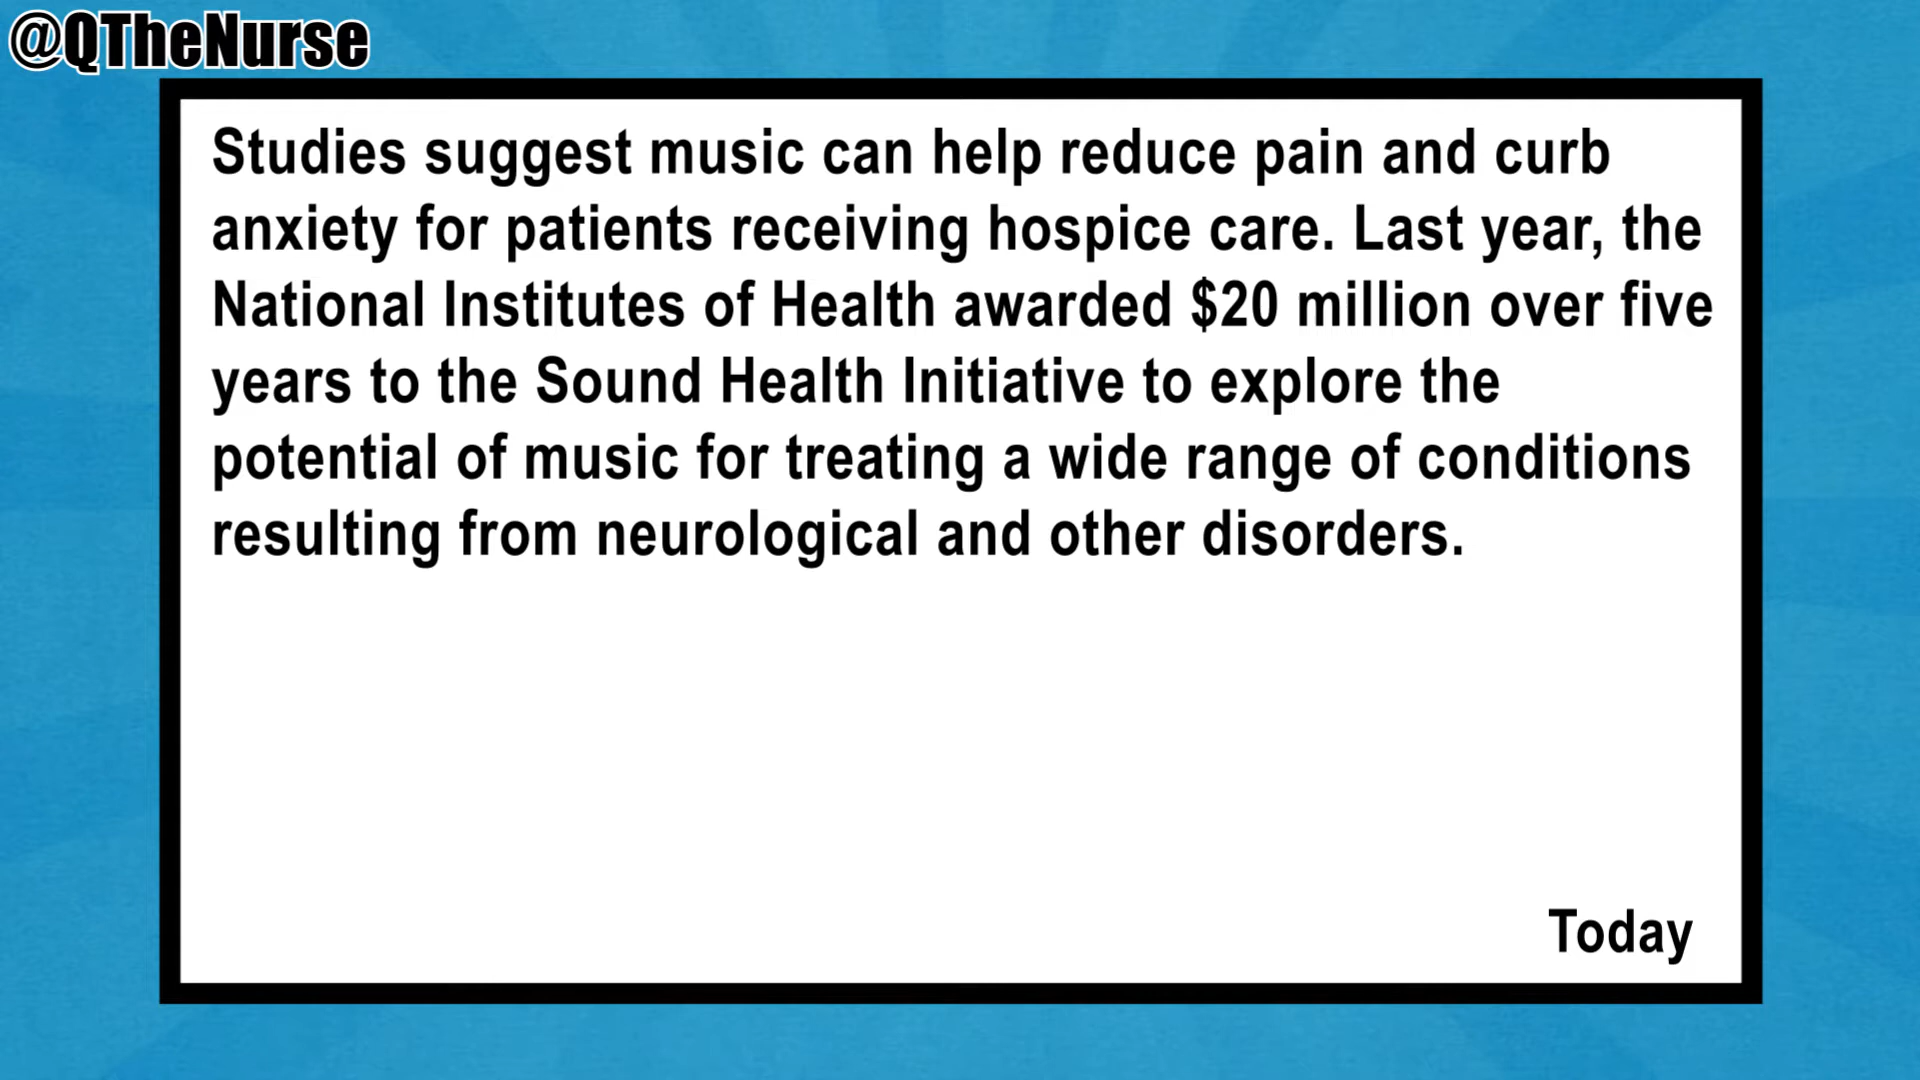 @QTheNurse
Studies suggest music can help reduce pain and curb
anxiety for patients receiving hospice care. Last year, the
National Institutes of Health awarded $20 million over five
years to the Sound Health Initiative to explore the
potential of music for treating a wide range of conditions
resulting from neurological and other disorders.
Today